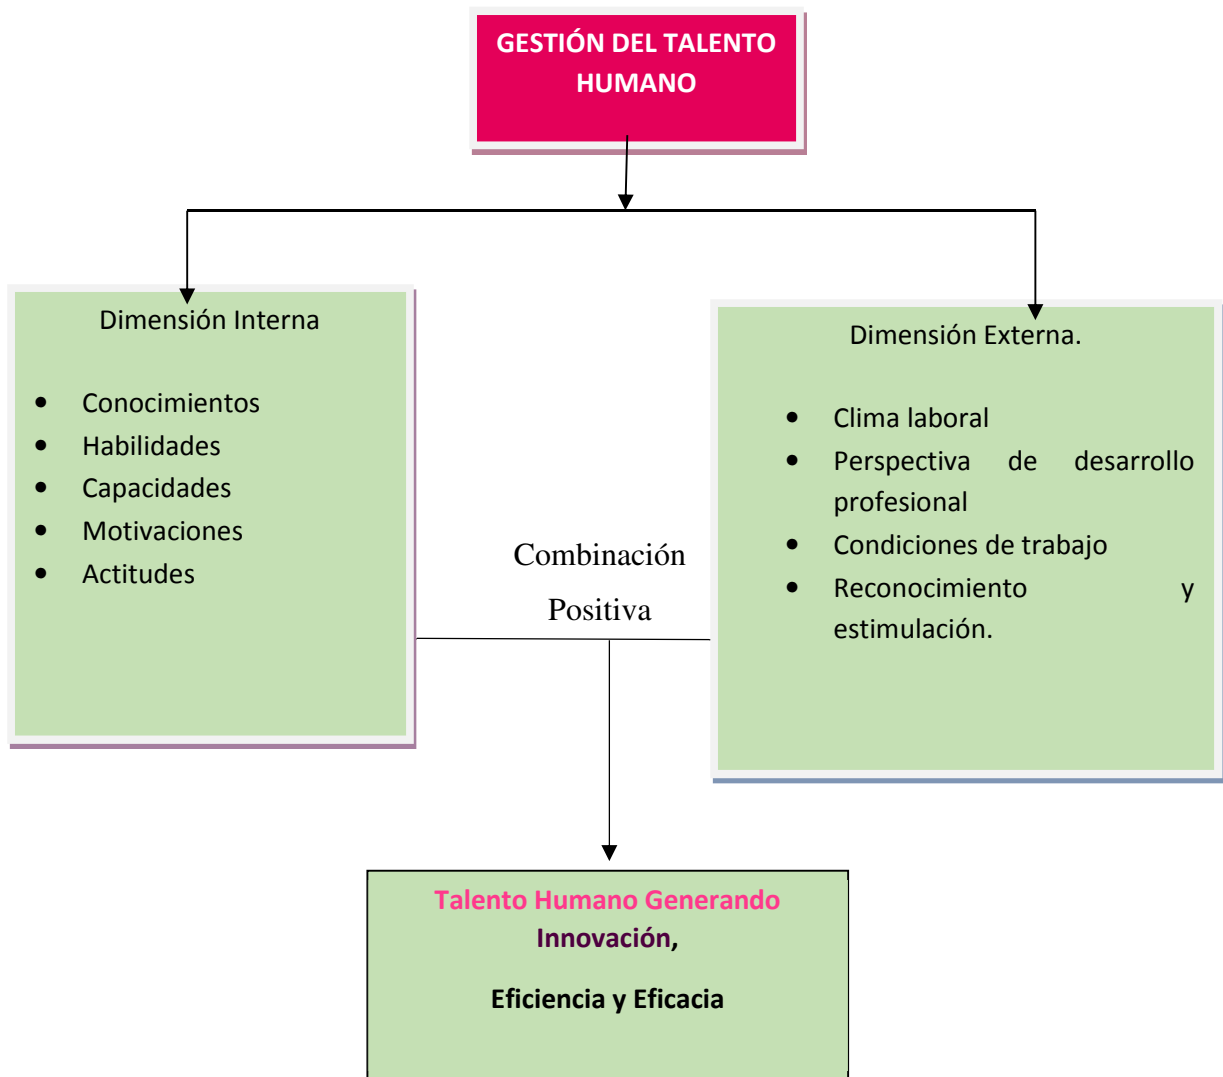 GESTIÓN DEL TALENTO
HUMANO
Dimensión Interna
• Conocimientos
• Habilidades
• Capacidades
• Motivaciones
• Actitudes
Dimensión Externa.
• Clima laboral
• Perspectiva de desarrollo
profesional
• Condiciones de trabajo
• Reconocimiento y
estimulación.
Combinación
Positiva
Talento Humano Generando
Innovación,
Eficiencia y Eficacia